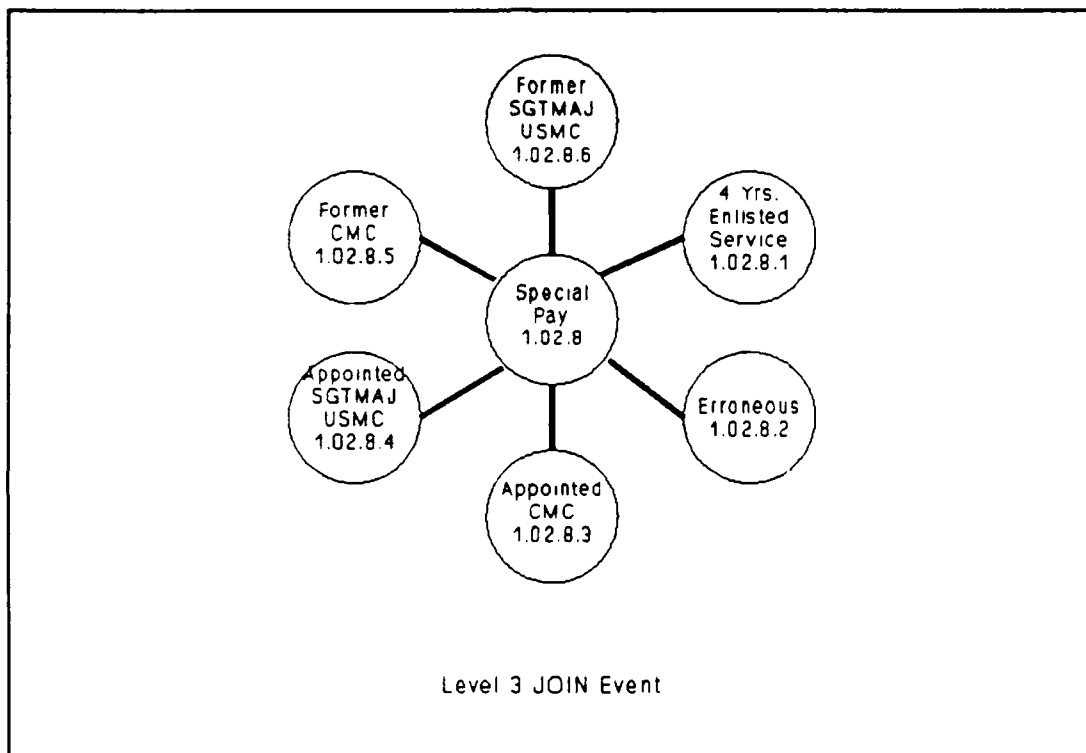 Former
SGTMAJ
USMC
1.02.8.6
4 Yrs.
Enlisted
Service
1.02.8.1
Former
CMC
1.02.8.5
Special
Pay
1.02.8
Appointed
SGTMAJ
USMC
1.02.8.4
Erroneous
1.02.8.2
Appointed
CMC
1.02.8.3
Level 3 JOIN Event